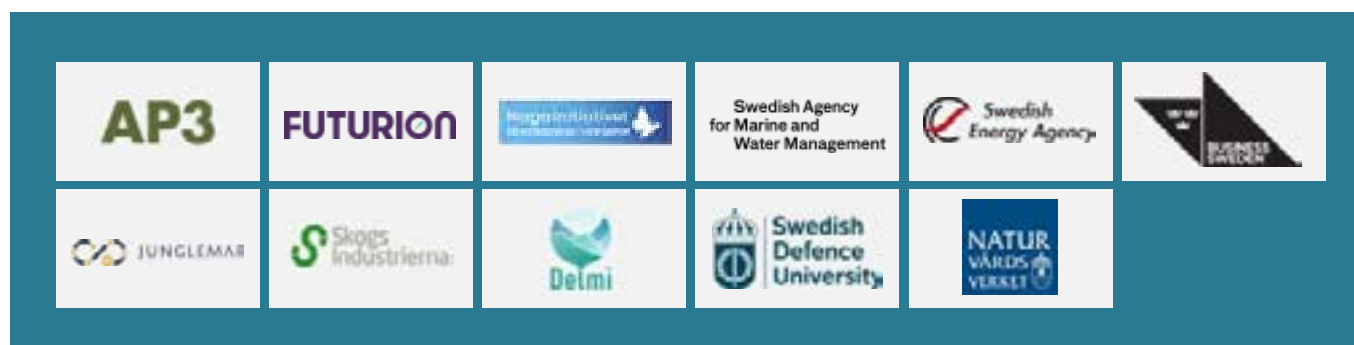 AP3
FUTURION
Swedish Agency
for Marine and
Water Management
Swedish
Energy Agency
BUSINESS
SWEDEN
JUNGLEMAP
Skogs
Industrierna
Delmi
Swedish
Defence
University
NATUR
VÅRDS
VERKET